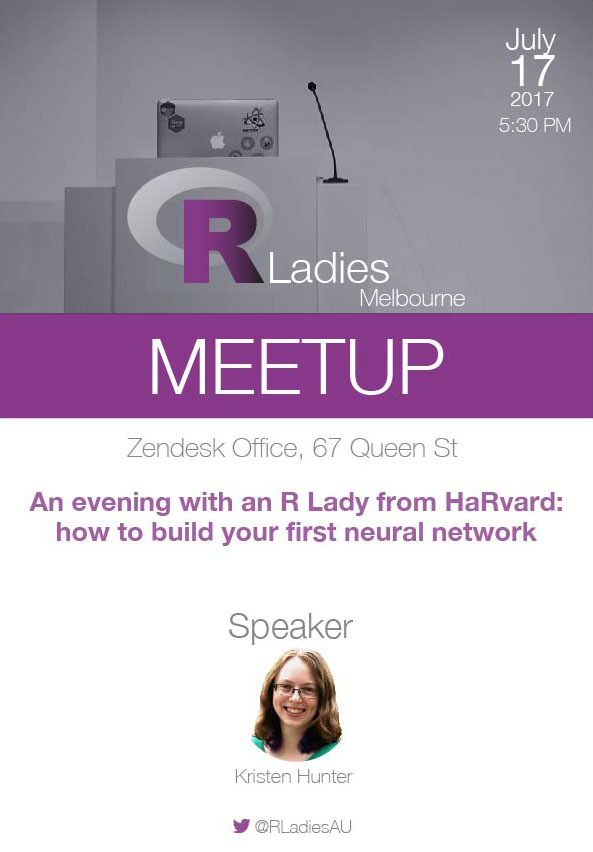 July
17
2017
5:30 PM
R Ladies
Melbourne
MEETUP
Zendesk Office, 67 Queen St
An evening with an R Lady from HaRvard:
how to build your first neural network
Speaker
Kristen Hunter
@RLadiesAU